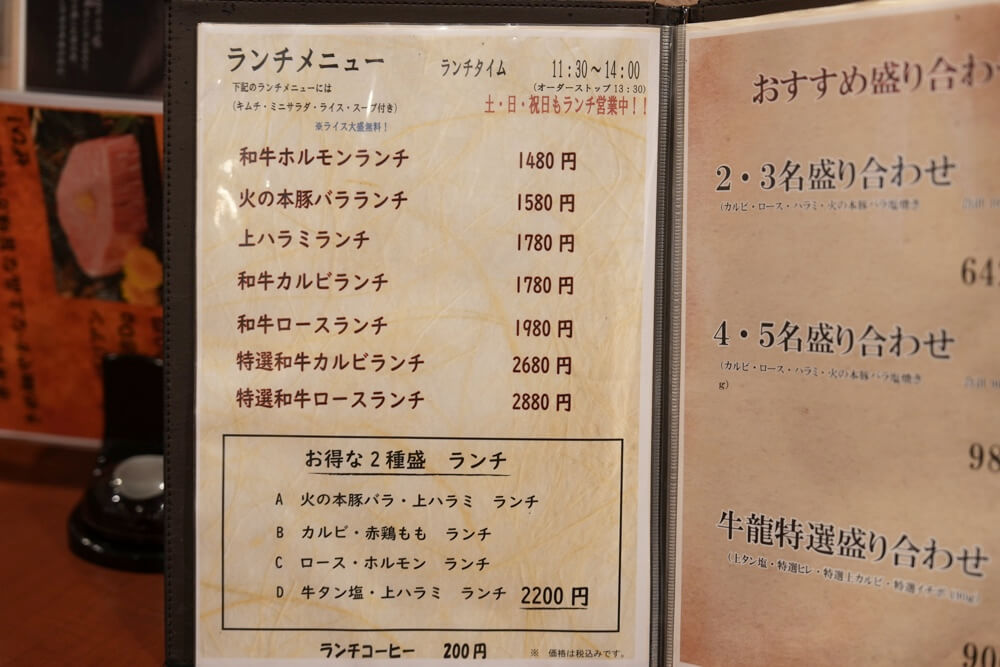 ランチメニュー ランチタイム 11:30～14:00
下記のランチメニューには (オーダーストップ13:30)
(キムチ・ミニサラダ・ライス・スープ付き) 土・日・祝日もランチ営業中!!
※ライス大盛無料!
和牛ホルモンランチ 1480円
火の本豚バラランチ 1580円
上ハラミランチ 1780円
和牛カルビランチ 1780円
和牛ロースランチ 1980円
特選和牛カルビランチ 2680円
特選和牛ロースランチ 2880円
お得な2種盛 ランチ
A 火の本豚バラ・上ハラミ ランチ
B カルビ・赤鶏もも ランチ
C ロース・ホルモン ランチ
D 牛タン塩・上ハラミ ランチ 2200円
ランチコーヒー 200円 ※ 価格は税込みです。
おすすめ盛り合わ
2・3名盛り合わせ
(カルビ・ロース・ハラミ・火の本豚バラ塩焼き
64
4・5名盛り合わせ
(カルビ・ロース・ハラミ・火の本豚バラ塩焼き
g)
98
牛龍特選盛り合わせ
(上タン塩・特選ヒレ・特選上カルビ・特選イチボ
90